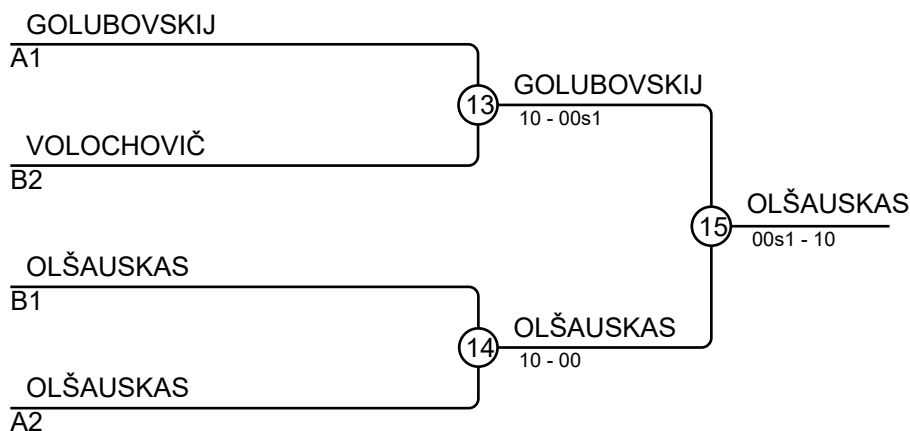 GOLUBOVSKIJ
A1
13
GOLUBOVSKIJ
10 - 00s1
VOLOCHOVIČ
B2
15
OLŠAUSKAS
00s1 - 10
OLŠAUSKAS
B1
14
OLŠAUSKAS
10 - 00
OLŠAUSKAS
A2